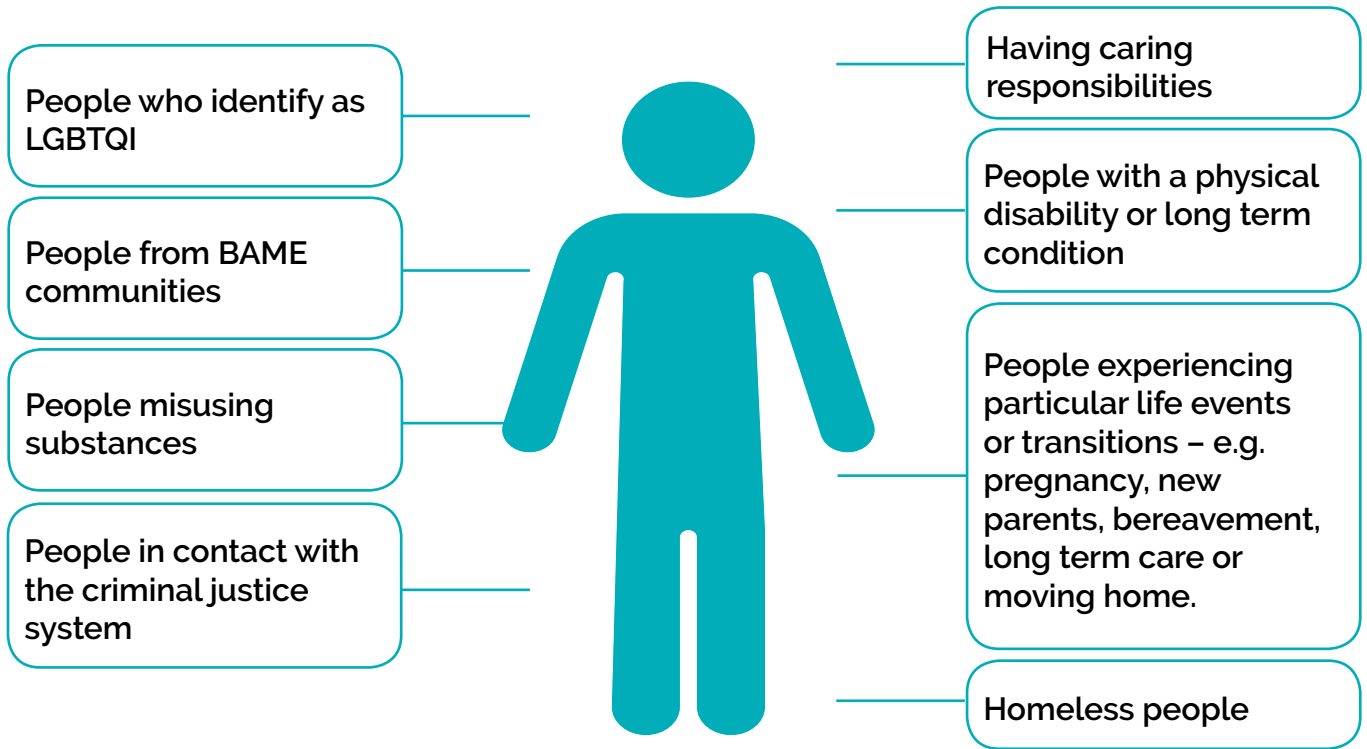 People who identify as
LGBTQI
People from BAME
communities
People misusing
substances
People in contact with
the criminal justice
system
Having caring
responsibilities
People with a physical
disability or long term
condition
People experiencing
particular life events
or transitions – e.g.
pregnancy, new
parents, bereavement,
long term care or
moving home.
Homeless people